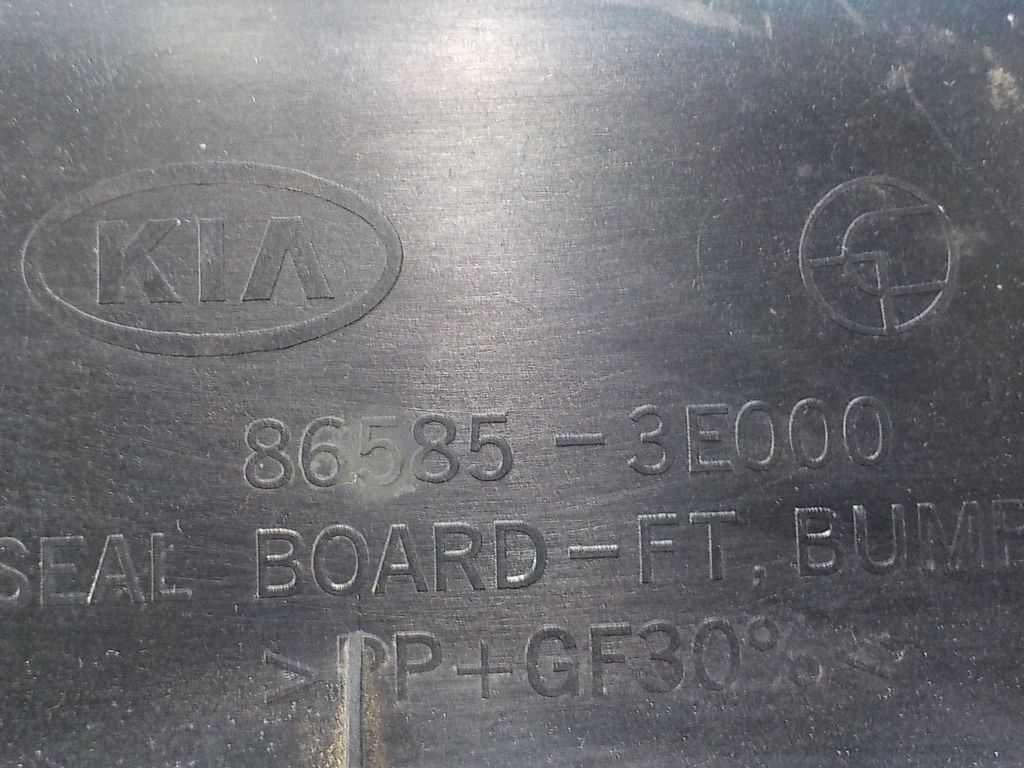 KIA
86585-3E000
SEAL BOARD-FT, BUMP
>PP+GF30%<